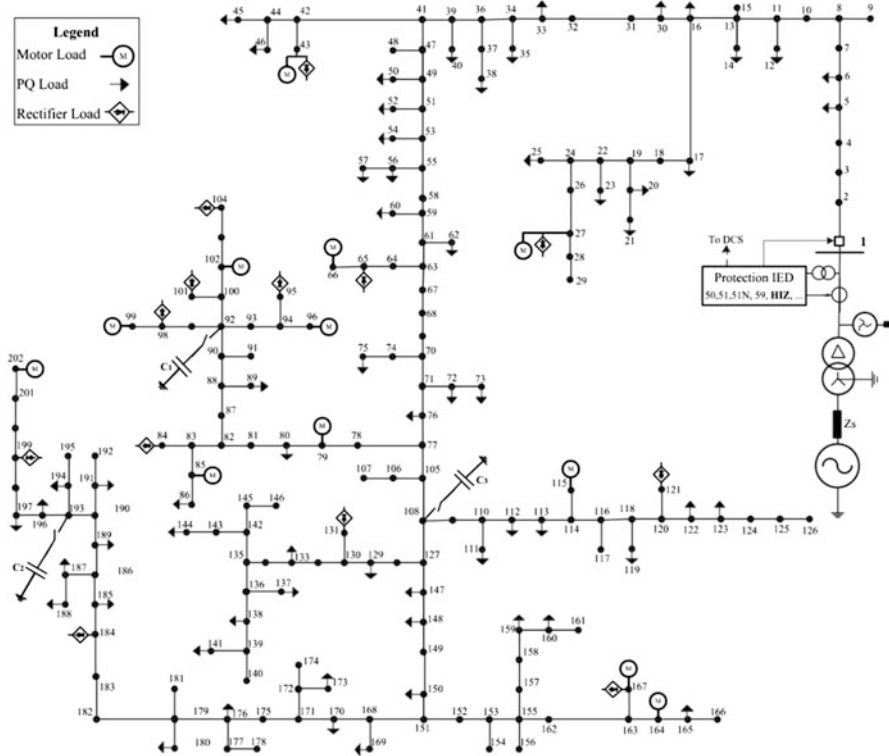 Legend
Motor Load M
PQ Load
Rectifier Load
45 44 42 41 39 36 34 33 32 31 30 16 13 15 11 10 8 9
46 43 M 48 47 40 37 35 14 12 7
50 49 38 6
52 51 5
54 53 4
57 56 55 25 24 22 19 18 17 3
58 26 23 20 2
104 60 59 21
61 62 M 27 To DCS 1
102 M M 66 65 64 63 28 Protection IED
101 100 95 67 29 50,51,51N, 59, HIZ, ...
M 99 98 92 93 94 96 M 68
202 M C1 90 91 75 74 70
201 88 89 71 72 73 Zs
87 76
199 195 192 84 83 82 81 80 M 79 78 77
194 191 85 M 107 106 105 C3 M 115 121
197 196 193 190 86 145 146 108 110 112 113 114 116 118 120 122 123 124 125 126
189 144 143 142 131 111 117 119
C2 187 186 135 133 130 129 127
188 185 136 137 147
184 138 148 159 160 161
141 139 149 158 M
183 181 174 140 150 157 167 M
182 179 176 175 172 173 171 170 168 151 152 153 155 162 163 164 165 166
180 177 178 169 154 156